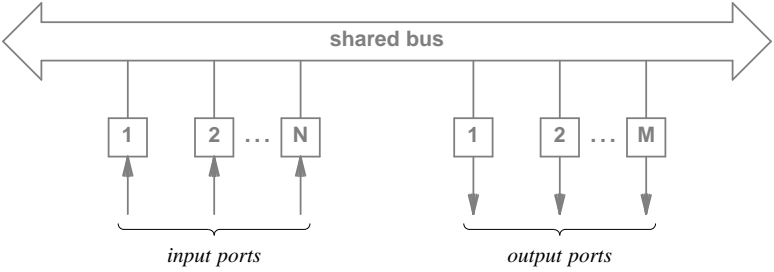 shared bus
1 2 ... N 1 2 ... M
input ports output ports